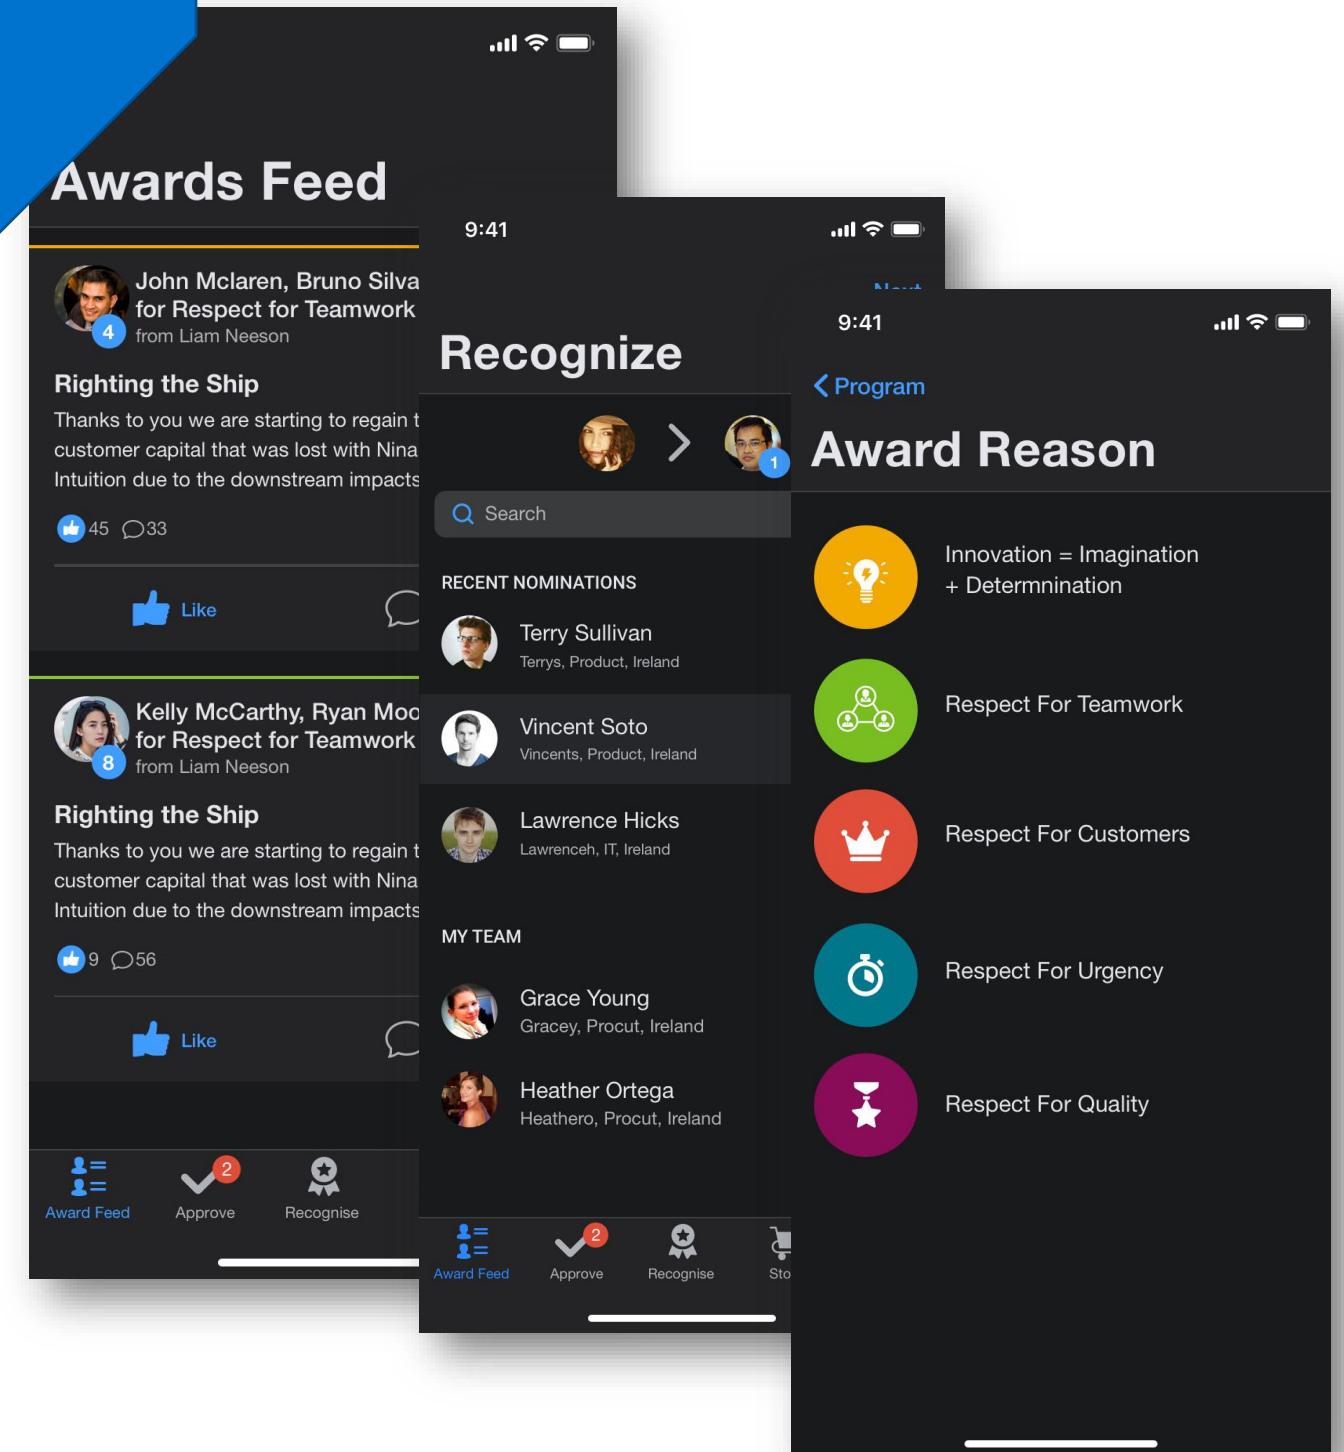 Awards Feed
John Mclaren, Bruno Silva
for Respect for Teamwork
4
from Liam Neeson
Righting the Ship
Thanks to you we are starting to regain
customer capital that was lost with Nina
Intuition due to the downstream impacts
45 33
Like
Kelly McCarthy, Ryan
for Respect for Teamwork
8
from Liam Neeson
Righting the Ship
Thanks to you we are starting to regain
customer capital that was lost with Nina
Intuition due to the downstream impacts
9 56
Like
2
Award Feed Approve Recognise
9:41
Next
Recognize
1
Search
RECENT NOMINATIONS
Terry Sullivan
Terrys, Product, Ireland
Vincent Soto
Vincents, Product, Ireland
Lawrence Hicks
Lawrenceh, IT, Ireland
MY TEAM
Grace Young
Gracey, Procut, Ireland
Heather Ortega
Heathero, Procut, Ireland
2
Award Feed Approve Recognise
9:41
Program
Award Reason
Innovation = Imagination
+ Determnination
Respect For Teamwork
Respect For Customers
Respect For Urgency
Respect For Quality